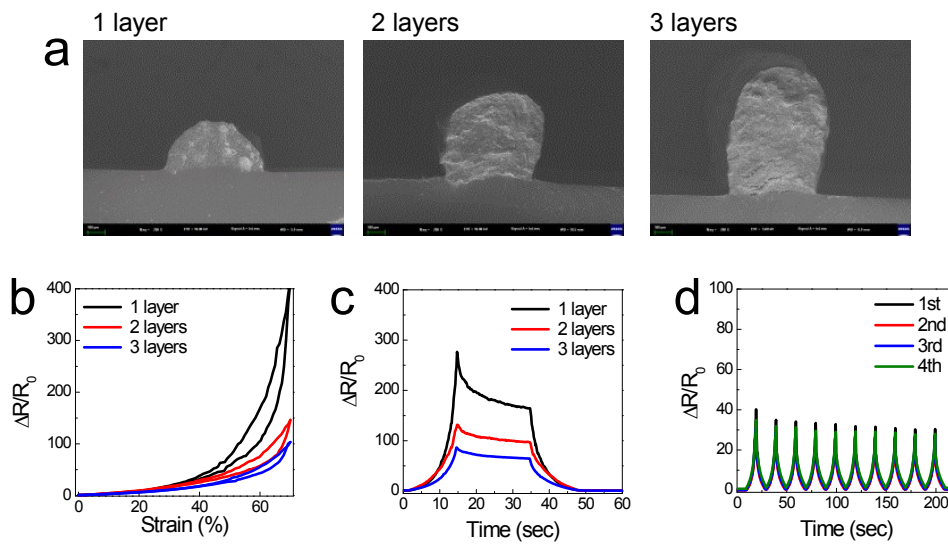 1 layer
2 layers
3 layers
a
b
400
300
200
100
0
ΔR/R0
0 20 40 60
Strain (%)
1 layer
2 layers
3 layers
c
400
300
200
100
0
ΔR/R0
0 10 20 30 40 50 60
Time (sec)
1 layer
2 layers
3 layers
d
100
80
60
40
20
0
ΔR/R0
0 50 100 150 200
Time (sec)
1st
2nd
3rd
4th